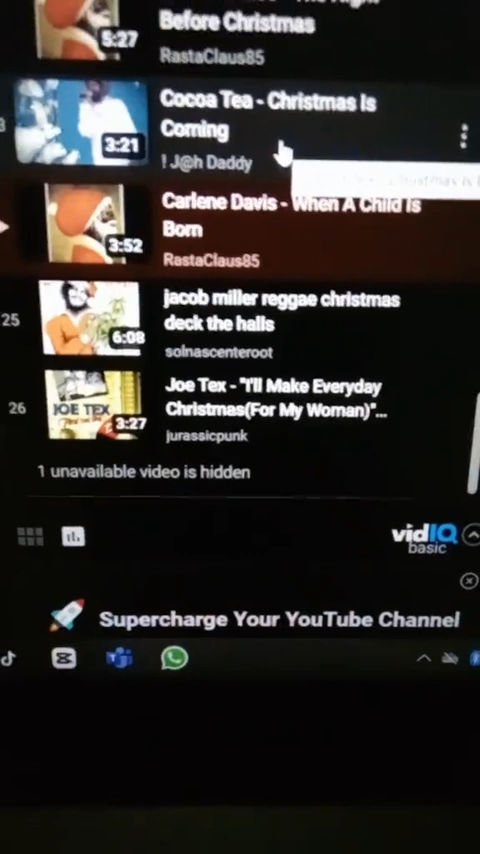 Before Christmas
5:27
RastaClaus85
Cocoa Tea - Christmas Is
Coming
3:21
! J@h Daddy
Carlene Davis - When A Child Is
Born
3:52
RastaClaus85
25
jacob miller reggae christmas
deck the halls
6:08
solnascenteroot
26
Joe Tex - "I'll Make Everyday
Christmas(For My Woman)"...
JOE TEX
3:27
jurassicpunk
1 unavailable video is hidden
vidIQ
basic
Supercharge Your YouTube Channel